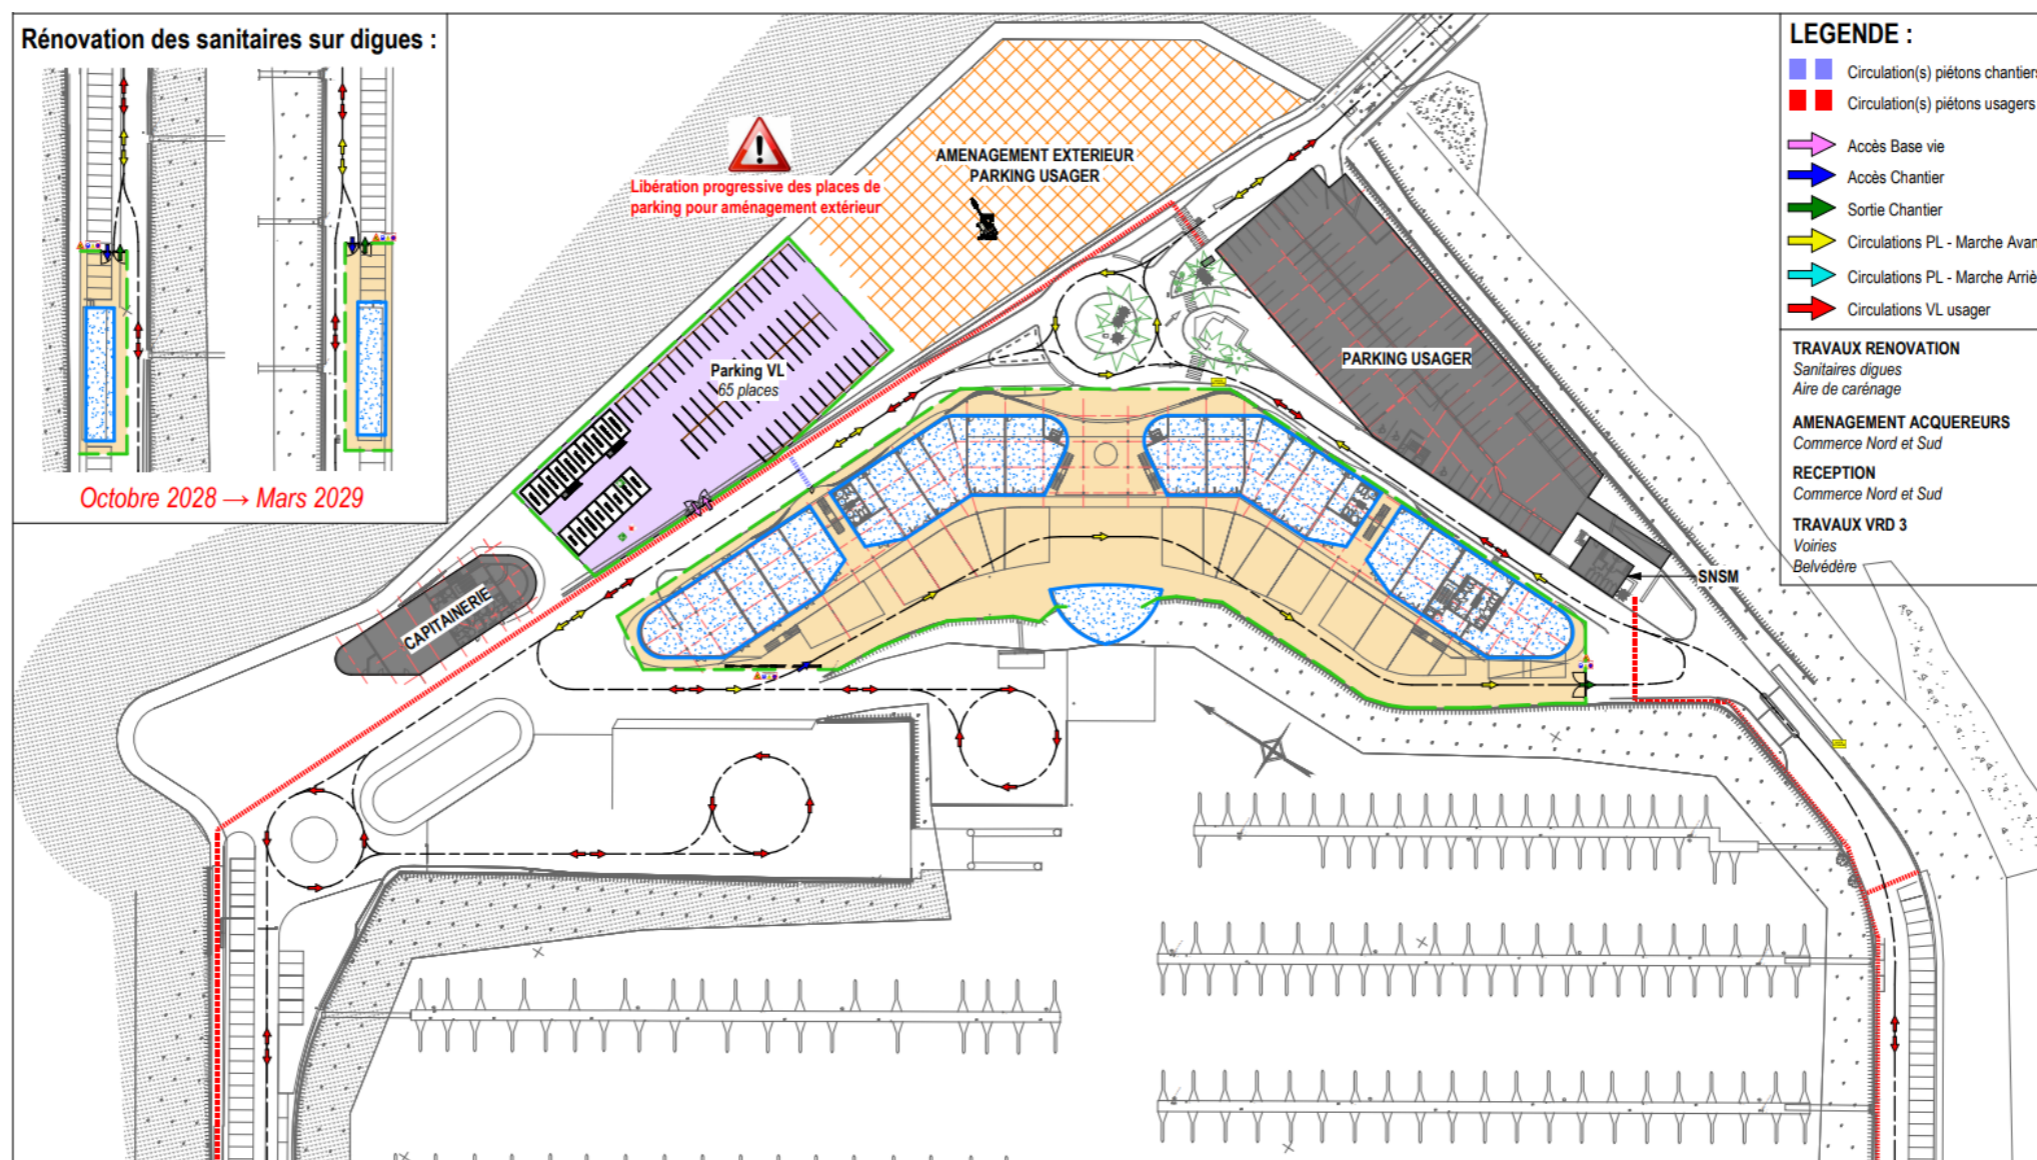 Rénovation des sanitaires sur digues :
Octobre 2028 → Mars 2029
Libération progressive des places de
parking pour aménagement extérieur
AMENAGEMENT EXTERIEUR
PARKING USAGER
Parking VL
65 places
PARKING USAGER
CAPITAINERIE
SNSM
LEGENDE :
Circulation(s) piétons chantiers
Circulation(s) piétons usagers
Accès Base vie
Accès Chantier
Sortie Chantier
Circulations PL - Marche Avan
Circulations PL - Marche Arriè
Circulations VL usager
TRAVAUX RENOVATION
Sanitaires digues
Aire de carénage
AMENAGEMENT ACQUEREURS
Commerce Nord et Sud
RECEPTION
Commerce Nord et Sud
TRAVAUX VRD 3
Voiries
Belvédère